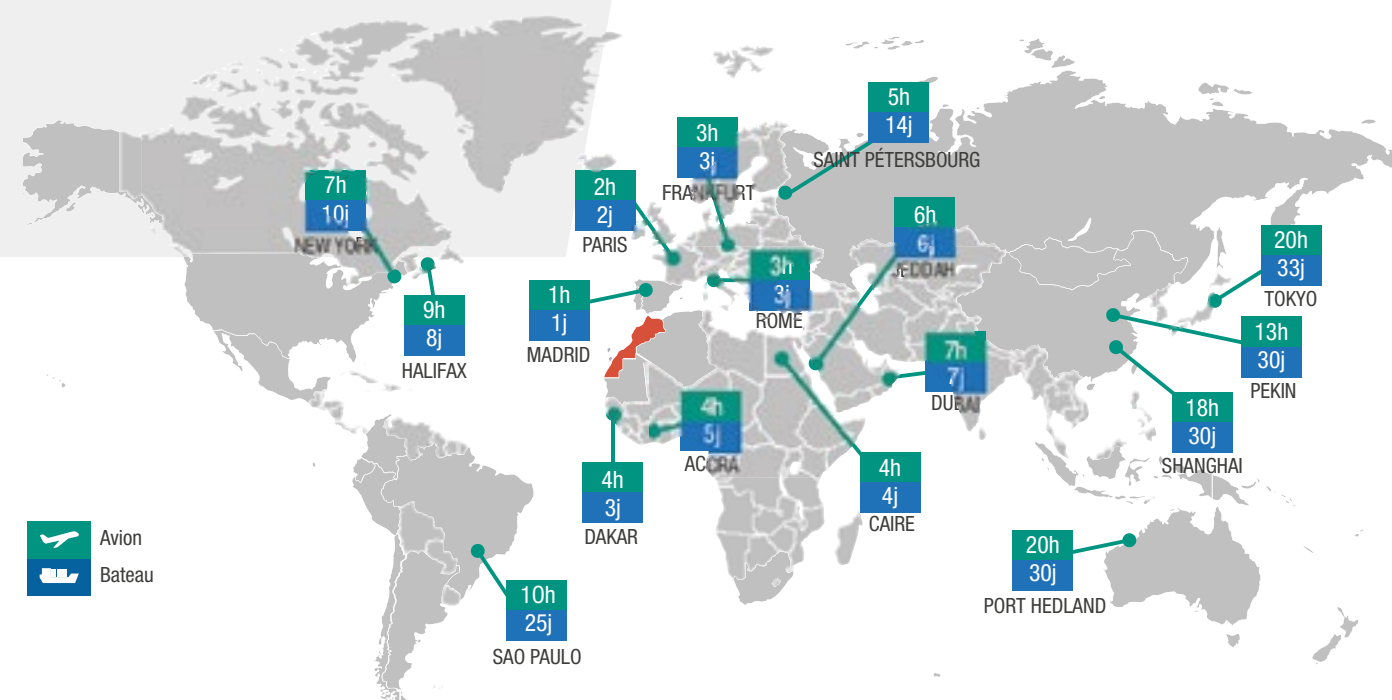 5h
14j
SAINT PÉTERSBOURG
3h
3j
FRANKFURT
7h
10j
NEW YORK
2h
2j
PARIS
6h
6j
JEDDAH
20h
33j
TOKYO
3h
3j
ROME
1h
1j
MADRID
9h
8j
HALIFAX
13h
30j
PEKIN
7h
7j
DUBAI
4h
5j
ACCRA
18h
30j
SHANGHAI
4h
4j
CAIRE
4h
3j
DAKAR
20h
30j
PORT HEDLAND
Avion
Bateau
10h
25j
SAO PAULO